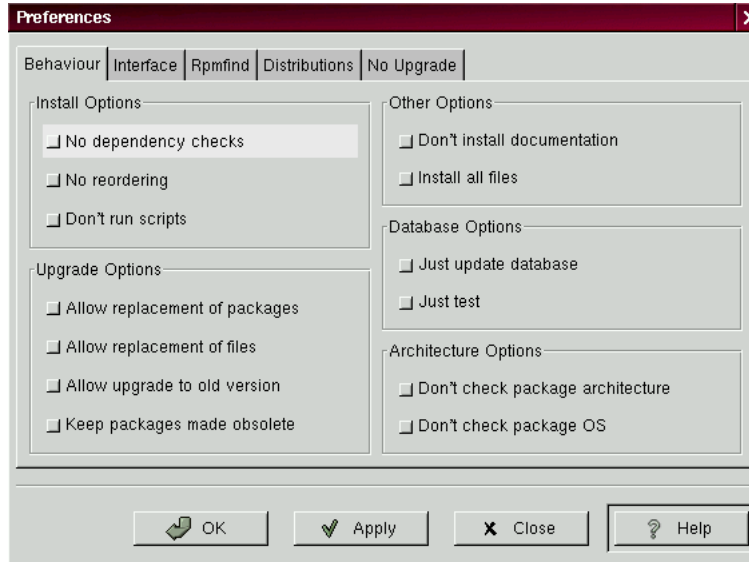 Preferences
Behaviour Interface Rpmfind Distributions No Upgrade
Install Options
No dependency checks
No reordering
Don't run scripts
Upgrade Options
Allow replacement of packages
Allow replacement of files
Allow upgrade to old version
Keep packages made obsolete
Other Options
Don't install documentation
Install all files
Database Options
Just update database
Just test
Architecture Options
Don't check package architecture
Don't check package OS
OK Apply Close Help